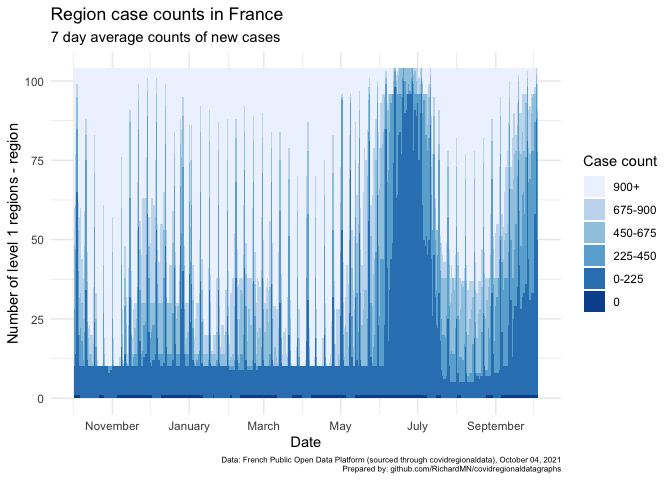 Region case counts in France
7 day average counts of new cases
Number of level 1 regions - region
100
75
50
25
0
November
January
March
May
July
September
Date
Case count
900+
675-900
450-675
225-450
0-225
0
Data: French Public Open Data Platform (sourced through covidregionaldata), October 04, 2021
Prepared by: github.com/RichardMN/covidregionaldatagraphs